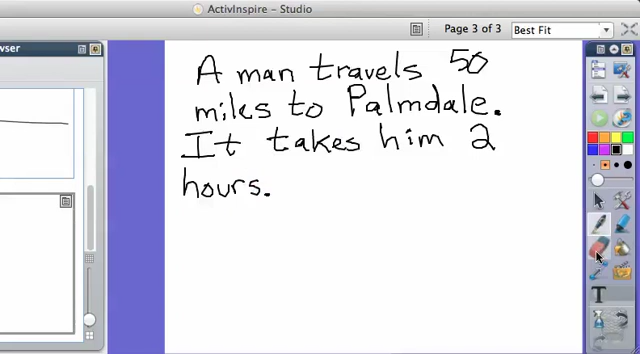 ActivInspire - Studio
Page 3 of 3
Best Fit
wser
A man travels 50
miles to Palmdale.
It takes him 2
hours.
T